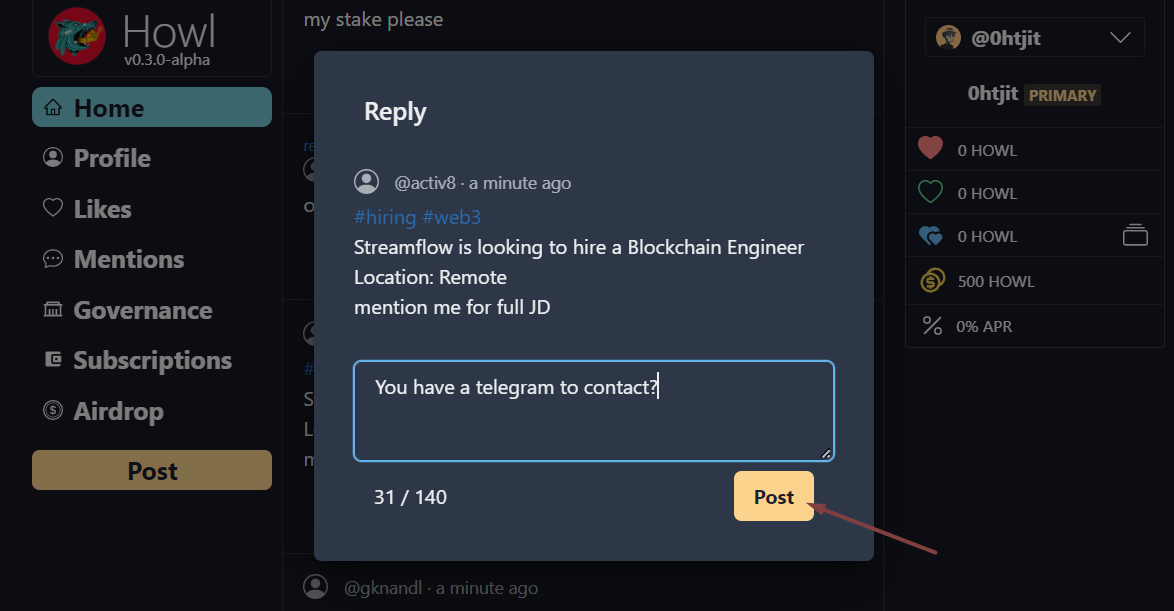 Howl
v0.3.0-alpha
Home
Profile
Likes
Mentions
Governance
Subscriptions
Airdrop
Post
my stake please
Reply
@activ8 · a minute ago
#hiring #web3
Streamflow is looking to hire a Blockchain Engineer
Location: Remote
mention me for full JD
You have a telegram to contact?
31 / 140
Post
@gknandl · a minute ago
@0htjit
0htjit PRIMARY
0 HOWL
0 HOWL
0 HOWL
500 HOWL
0% APR